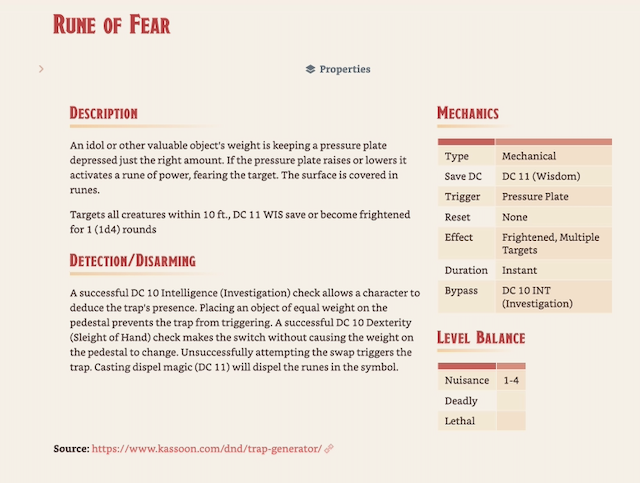 Rune of Fear
Properties
Description
An idol or other valuable object's weight is keeping a pressure plate
depressed just the right amount. If the pressure plate raises or lowers it
activates a rune of power, fearing the target. The surface is covered in
runes.
Targets all creatures within 10 ft., DC 11 WIS save or become frightened
for 1 (1d4) rounds
Detection/Disarming
A successful DC 10 Intelligence (Investigation) check allows a character to
deduce the trap's presence. Placing an object of equal weight on the
pedestal prevents the trap from triggering. A successful DC 10 Dexterity
(Sleight of Hand) check makes the switch without causing the weight on
the pedestal to change. Unsuccessfully attempting the swap triggers the
trap. Casting dispel magic (DC 11) will dispel the runes in the symbol.
Mechanics
Type Mechanical
Save DC DC 11 (Wisdom)
Trigger Pressure Plate
Reset None
Effect Frightened, Multiple
Targets
Duration Instant
Bypass DC 10 INT
(Investigation)
Level Balance
Nuisance 1-4
Deadly
Lethal
Source: https://www.kassoon.com/dnd/trap-generator/